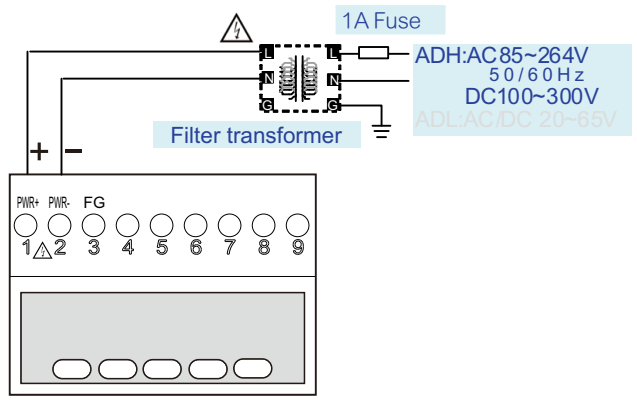 1A Fuse
L L ADH:AC85~264V
50/60Hz
N N
DC100~300V
G G
ADL:AC/DC 20~65V
Filter transformer
+ −
PWR+ PWR- FG
1 2 3 4 5 6 7 8 9